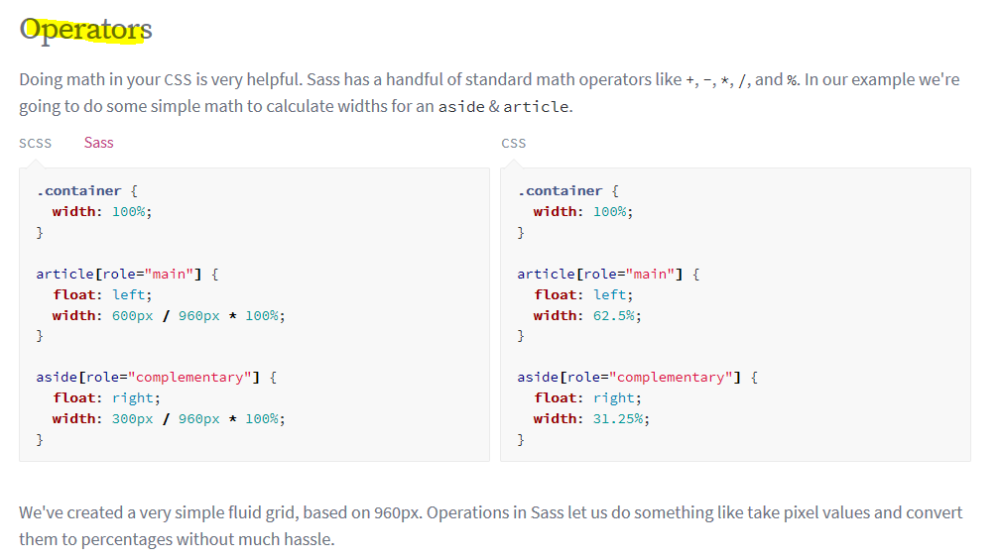 Operators
Doing math in your CSS is very helpful. Sass has a handful of standard math operators like +, -, *, /, and %. In our example we're
going to do some simple math to calculate widths for an aside & article.
SCSS Sass
.container {
  width: 100%;
}

article[role="main"] {
  float: left;
  width: 600px / 960px * 100%;
}

aside[role="complementary"] {
  float: right;
  width: 300px / 960px * 100%;
}
CSS
.container {
  width: 100%;
}

article[role="main"] {
  float: left;
  width: 62.5%;
}

aside[role="complementary"] {
  float: right;
  width: 31.25%;
}
We've created a very simple fluid grid, based on 960px. Operations in Sass let us do something like take pixel values and convert
them to percentages without much hassle.